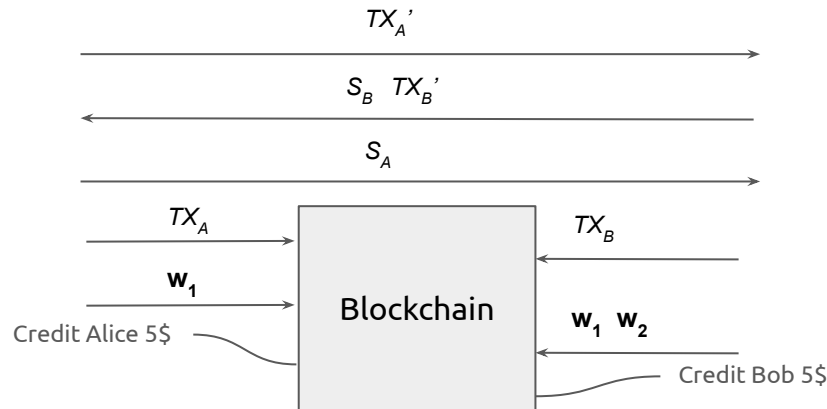 TX_A’
S_B TX_B’
S_A
TX_A
TX_B
w_1
Blockchain
Credit Alice 5$
w_1 w_2
Credit Bob 5$